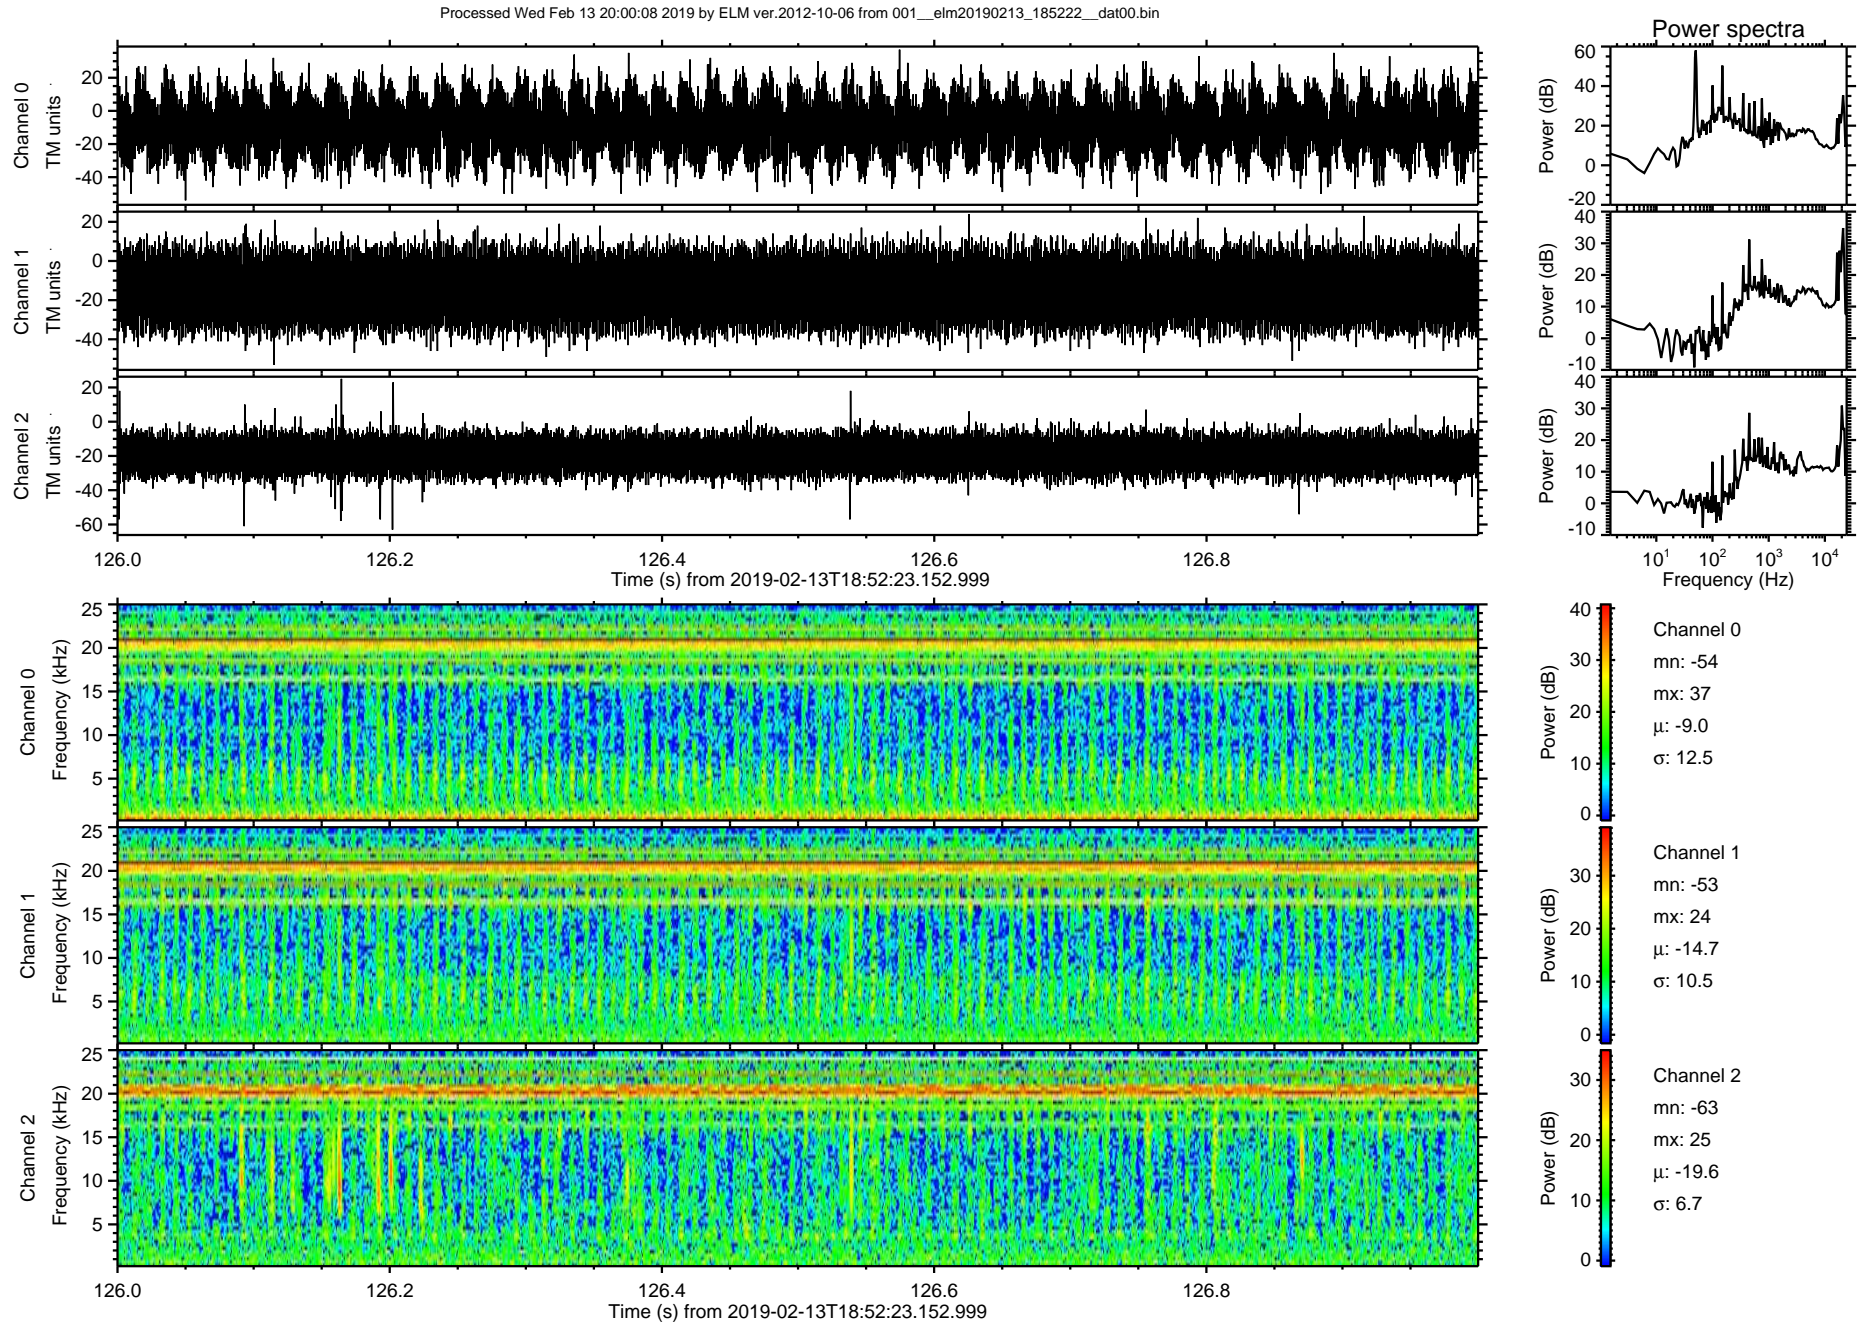 Processed Wed Feb 13 20:00:08 2019 by ELM ver.2012-10-06 from 001__elm20190213_185222__dat00.bin
Power spectra
Channel 0
TM units
20
0
-20
-40
Power (dB)
60
40
20
0
-20
Channel 1
TM units
20
0
-20
-40
Power (dB)
40
30
20
10
0
-10
Channel 2
TM units
20
0
-20
-40
-60
Power (dB)
40
30
20
10
0
-10
126.0 126.2 126.4 126.6 126.8
Time (s) from 2019-02-13T18:52:23.152.999
10¹ 10² 10³ 10⁴
Frequency (Hz)
Channel 0
Frequency (kHz)
25
20
15
10
5
Power (dB)
40
30
20
10
0
Channel 0
mn: -54
mx: 37
μ: -9.0
σ: 12.5
Channel 1
Frequency (kHz)
25
20
15
10
5
Power (dB)
30
20
10
0
Channel 1
mn: -53
mx: 24
μ: -14.7
σ: 10.5
Channel 2
Frequency (kHz)
25
20
15
10
5
Power (dB)
30
20
10
0
Channel 2
mn: -63
mx: 25
μ: -19.6
σ: 6.7
126.0 126.2 126.4 126.6 126.8
Time (s) from 2019-02-13T18:52:23.152.999